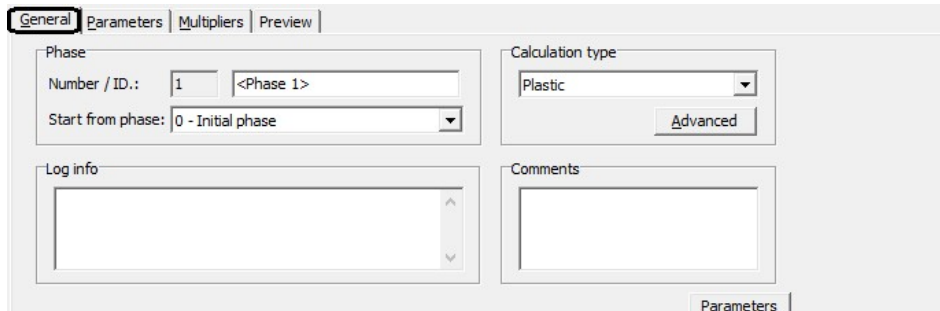 General Parameters Multipliers Preview
Phase
Number / ID.: 1 <Phase 1>
Start from phase: 0 - Initial phase
Calculation type
Plastic
Advanced
Log info
Comments
Parameters